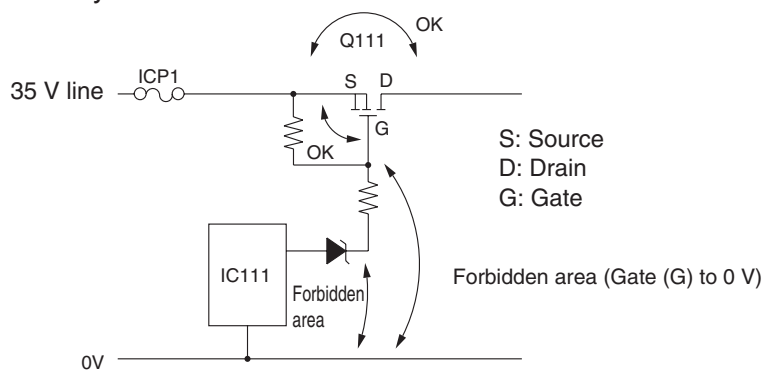 OK
Q111
ICP1
35 V line
S D
G
OK
S: Source
D: Drain
G: Gate
IC111
Forbidden
area
Forbidden area (Gate (G) to 0 V)
0V